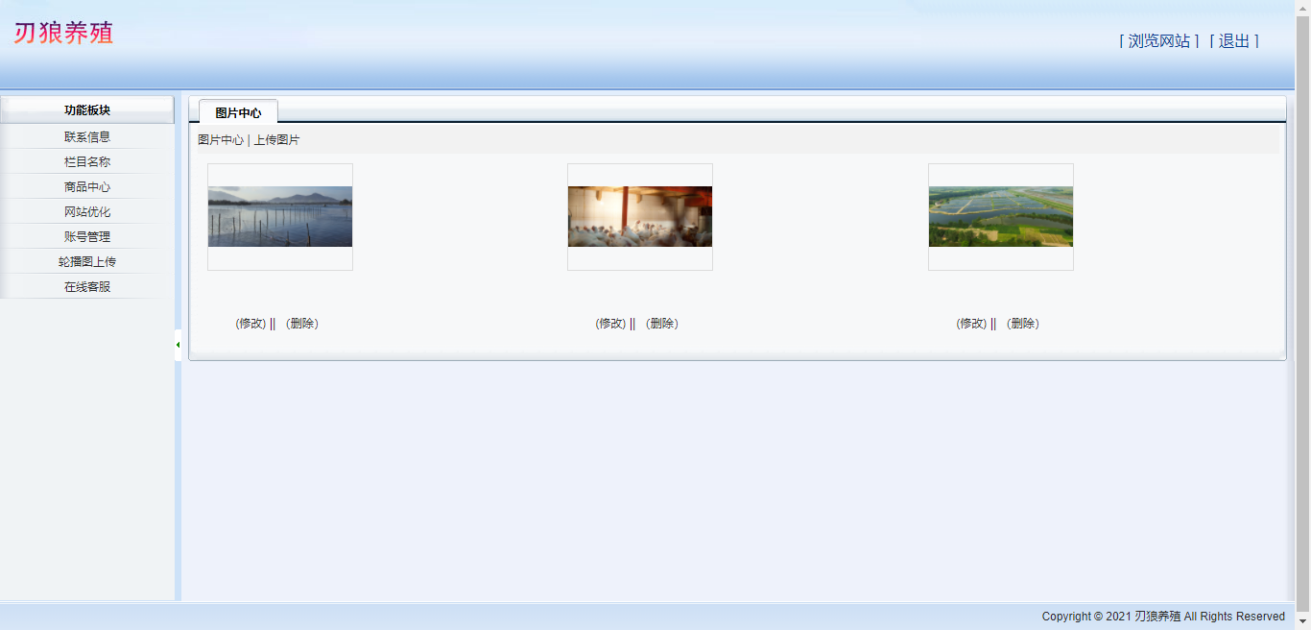 刃狼养殖
[ 浏览网站 ] [ 退出 ]
功能板块
联系信息
栏目名称
商品中心
网站优化
账号管理
轮播图上传
在线客服
图片中心
图片中心 | 上传图片
(修改) || (删除)
(修改) || (删除)
(修改) || (删除)
Copyright © 2021 刃狼养殖 All Rights Reserved